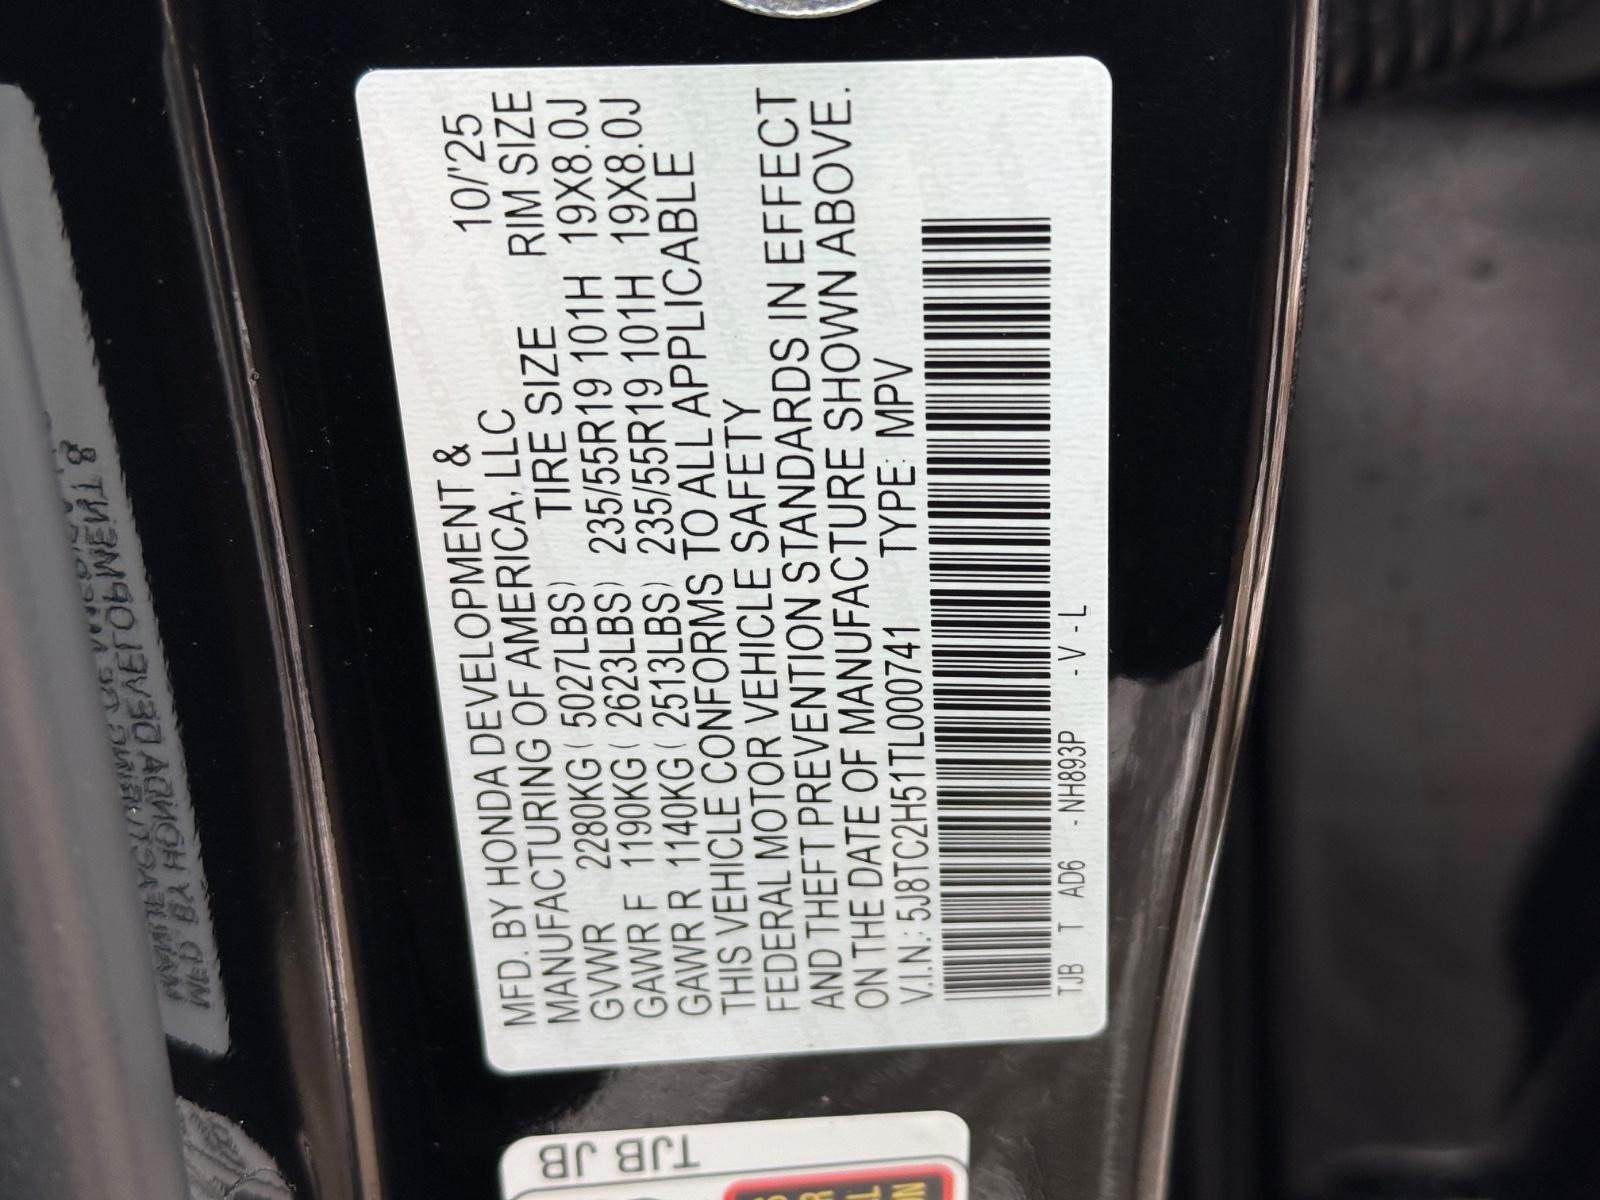 MFD. BY HONDA DEVELOPMENT & 10/'25
MANUFACTURING OF AMERICA, LLC RIM SIZE
TIRE SIZE
GVWR 2280KG ( 5027LBS ) 235/55R19 101H 19X8.0J
GAWR F 1190KG ( 2623LBS ) 235/55R19 101H 19X8.0J
GAWR R 1140KG ( 2513LBS )
THIS VEHICLE CONFORMS TO ALL APPLICABLE
FEDERAL MOTOR VEHICLE SAFETY
AND THEFT PREVENTION STANDARDS IN EFFECT
ON THE DATE OF MANUFACTURE SHOWN ABOVE.
V.I.N.: 5J8TC2H51TL000741 TYPE: MPV
TJB T AD6 - NH893P - V - L
TJB JB